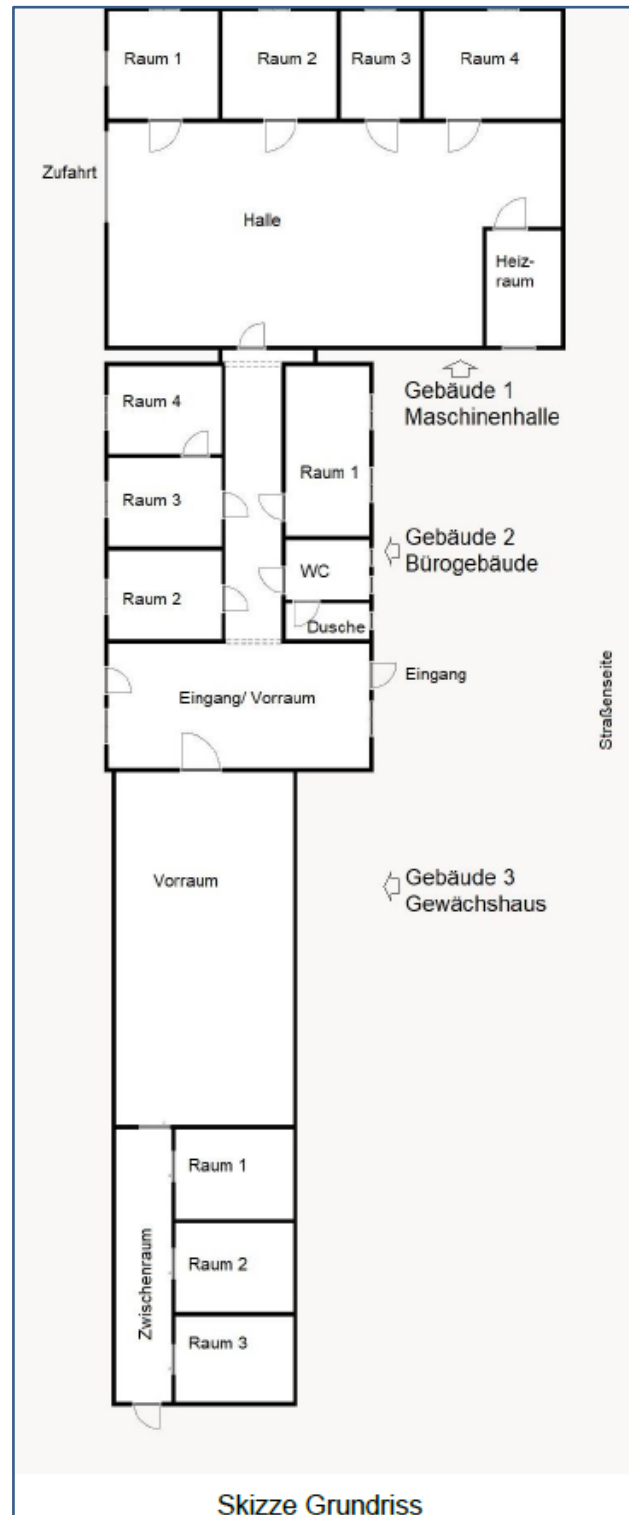 Raum 1
Raum 2
Raum 3
Raum 4
Zufahrt
Halle
Heiz-
raum
Gebäude 1
Maschinenhalle
Raum 4
Raum 1
Raum 3
Gebäude 2
Bürogebäude
WC
Raum 2
Dusche
Eingang/ Vorraum
Eingang
Straßenseite
Vorraum
Gebäude 3
Gewächshaus
Raum 1
Zwischenraum
Raum 2
Raum 3
Skizze Grundriss